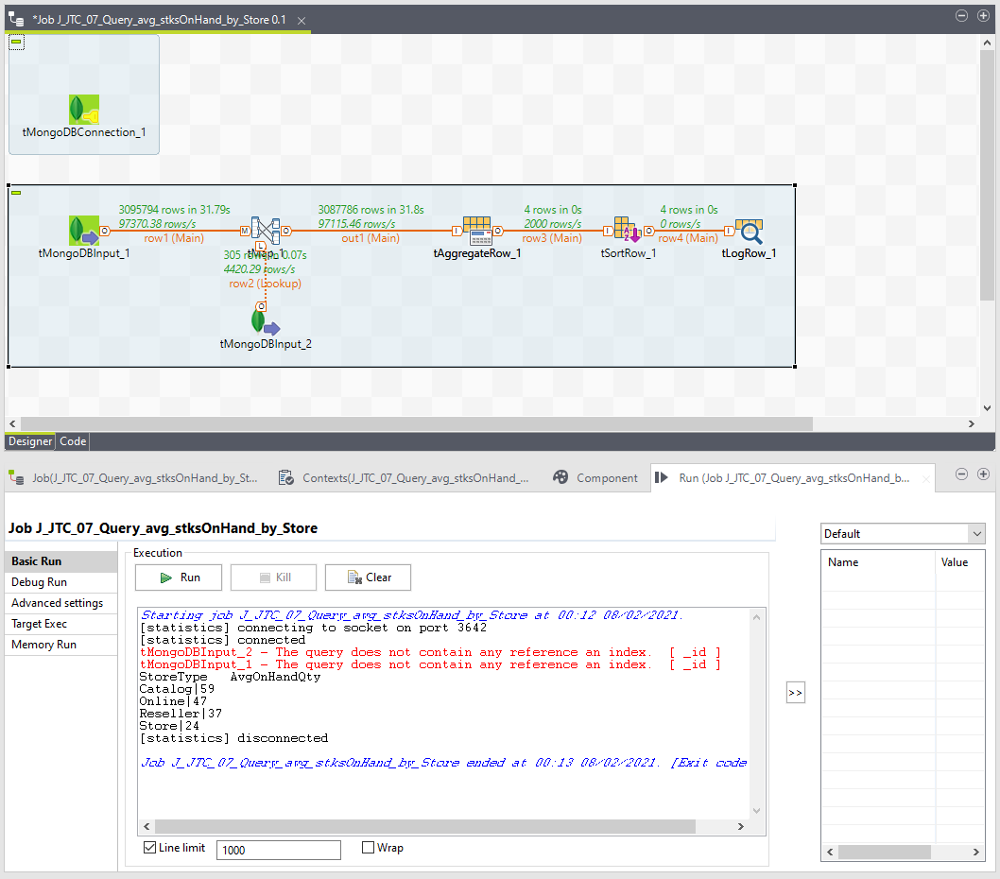 *Job J_JTC_07_Query_avg_stksOnHand_by_Store 0.1
tMongoDBConnection_1
3095794 rows in 31.79s
97370.38 rows/s
row1 (Main)
3087786 rows in 31.8s
97115.46 rows/s
out1 (Main)
4 rows in 0s
2000 rows/s
row3 (Main)
4 rows in 0s
0 rows/s
row4 (Main)
O
M
O
I
O
I
O
I
L
tMongoDBInput_1
tMap_1
tAggregateRow_1
tSortRow_1
tLogRow_1
305 rows in 0.07s
4420.29 rows/s
row2 (Lookup)
O
tMongoDBInput_2
Designer
Code
Job(J_JTC_07_Query_avg_stksOnHand_by_St...
Contexts(J_JTC_07_Query_avg_stksOnHand_...
Component
Run (Job J_JTC_07_Query_avg_stksOnHand_b...
Job J_JTC_07_Query_avg_stksOnHand_by_Store
Default
Basic Run
Debug Run
Advanced settings
Target Exec
Memory Run
Execution
Run
Kill
Clear
Name
Value
Starting job J_JTC_07_Query_avg_stksOnHand_by_Store at 00:12 08/02/2021.
[statistics] connecting to socket on port 3642
[statistics] connected
tMongoDBInput_2 - The query does not contain any reference an index.  [ _id ]
tMongoDBInput_1 - The query does not contain any reference an index.  [ _id ]
StoreType   AvgOnHandQty
Catalog|59
Online|47
Reseller|37
Store|24
[statistics] disconnected
Job J_JTC_07_Query_avg_stksOnHand_by_Store ended at 00:13 08/02/2021. [Exit code
>>
Line limit
1000
Wrap